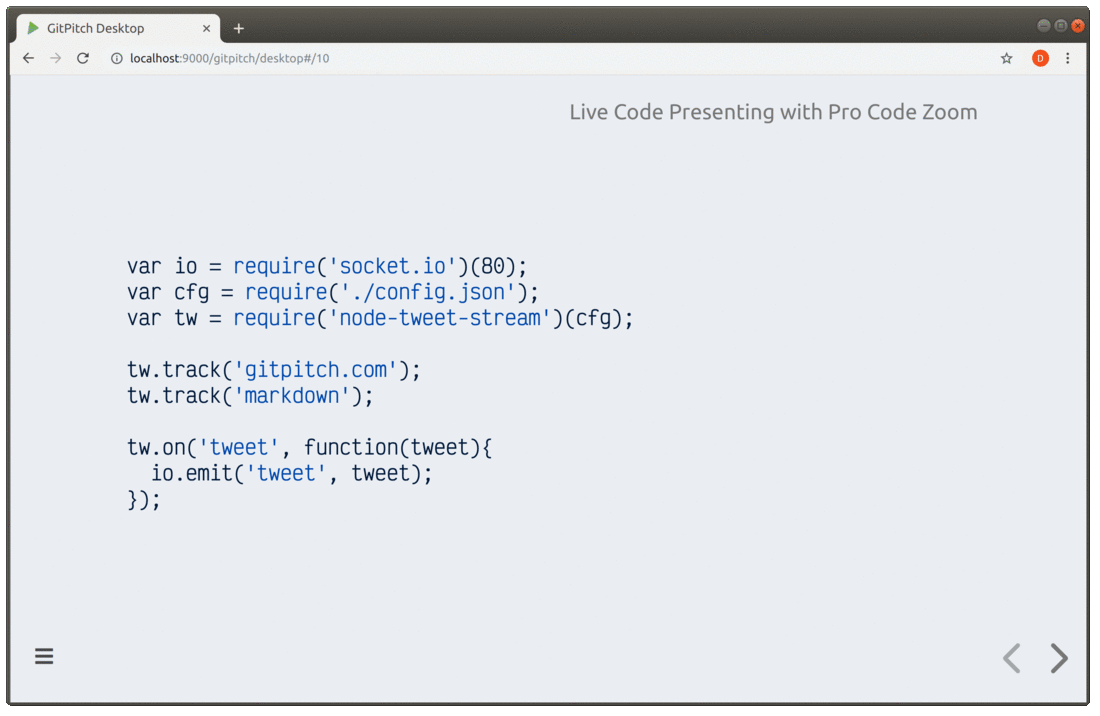 GitPitch Desktop
localhost:9000/gitpitch/desktop#/10
D
Live Code Presenting with Pro Code Zoom
var io = require('socket.io')(80);
var cfg = require('./config.json');
var tw = require('node-tweet-stream')(cfg);
tw.track('gitpitch.com');
tw.track('markdown');
tw.on('tweet', function(tweet){
  io.emit('tweet', tweet);
});